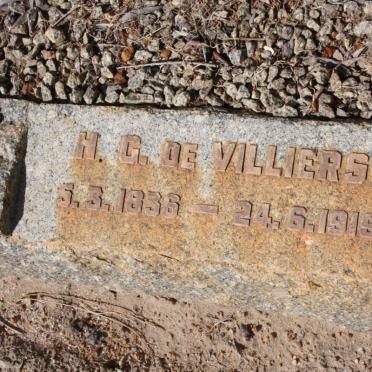 H. G. DE VILLIERS
5.3.1836 – 24.6.1919